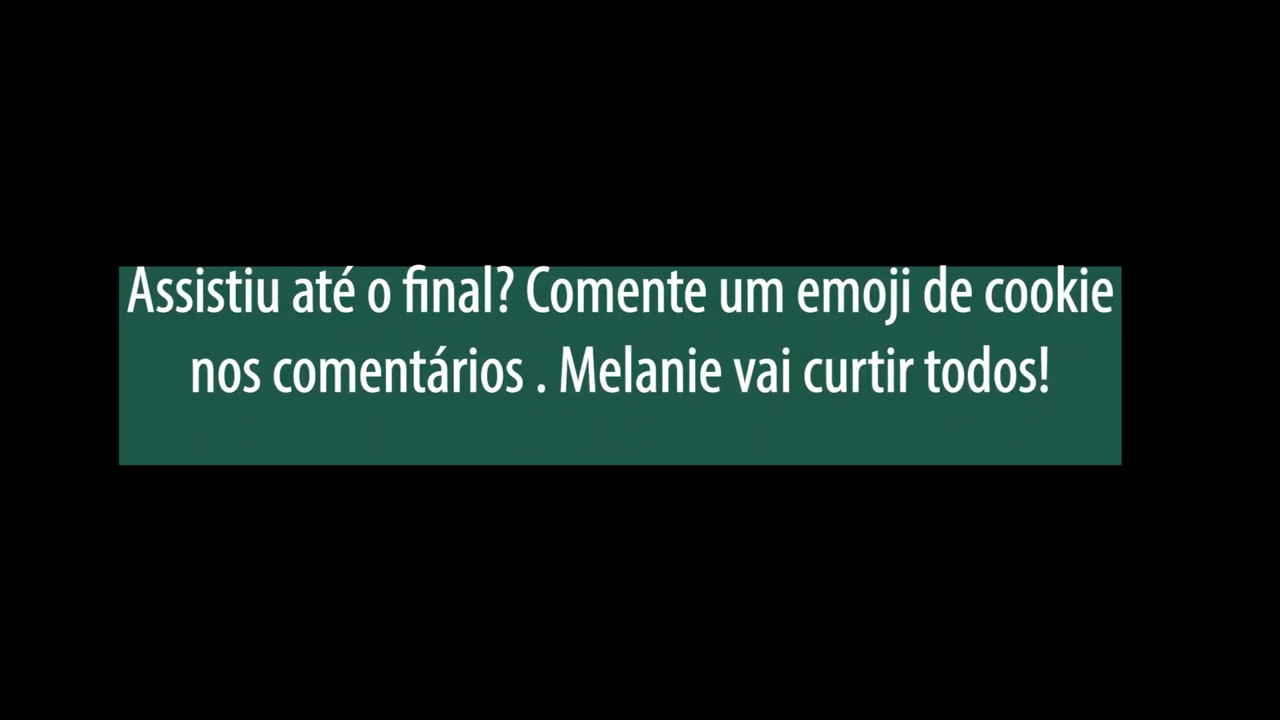 Assistiu até o final? Comente um emoji de cookie
nos comentários . Melanie vai curtir todos!